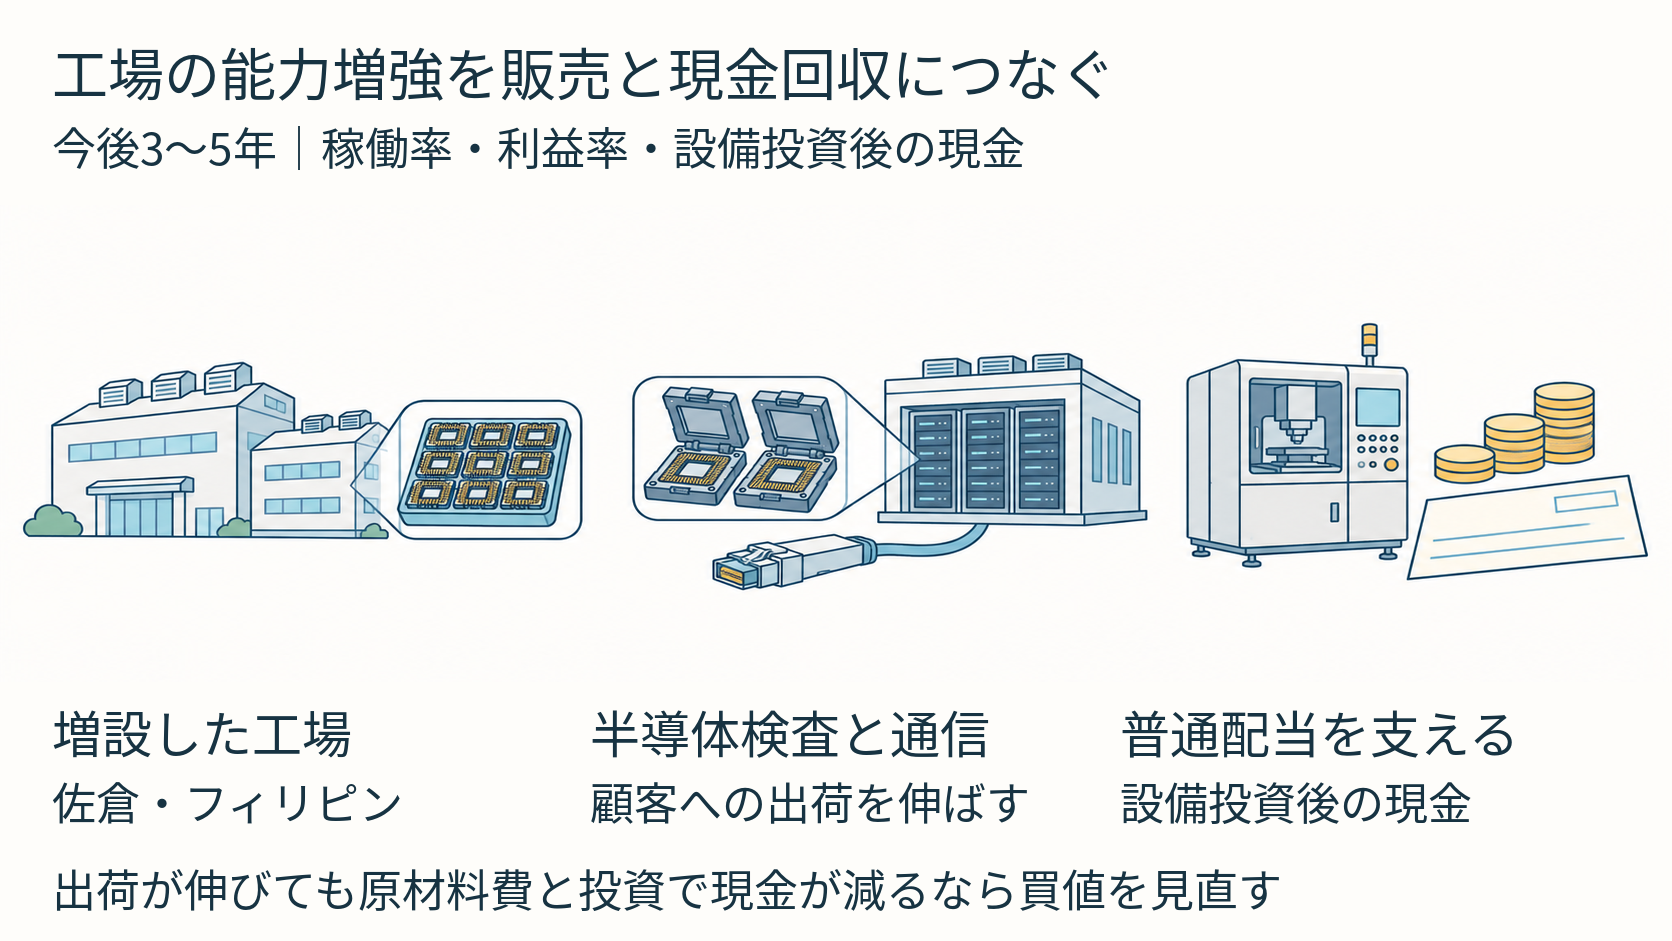 工場の能力増強を販売と現金回収につなぐ
今後3〜5年｜稼働率・利益率・設備投資後の現金
増設した工場
佐倉・フィリピン
半導体検査と通信
顧客への出荷を伸ばす
普通配当を支える
設備投資後の現金
出荷が伸びても原材料費と投資で現金が減るなら買値を見直す